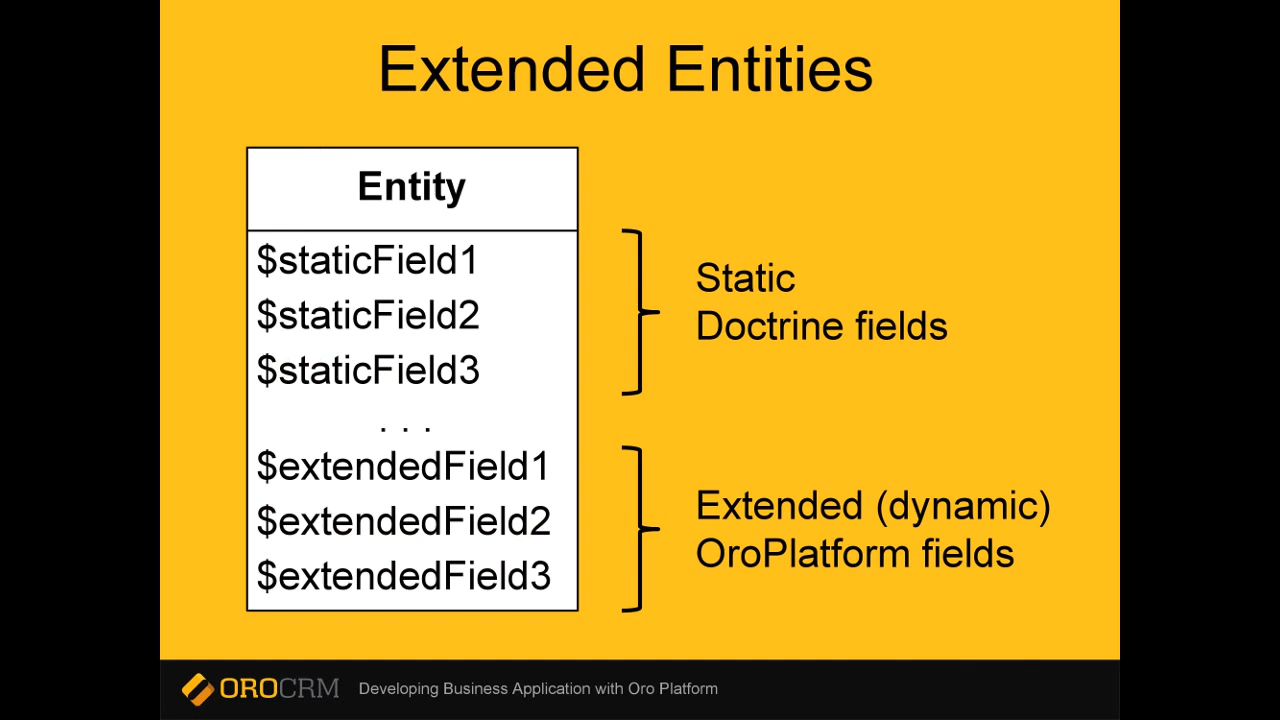 Extended Entities
Entity
$staticField1
$staticField2
$staticField3
. . .
$extendedField1
$extendedField2
$extendedField3
Static
Doctrine fields
Extended (dynamic)
OroPlatform fields
OROCRM
Developing Business Application with Oro Platform